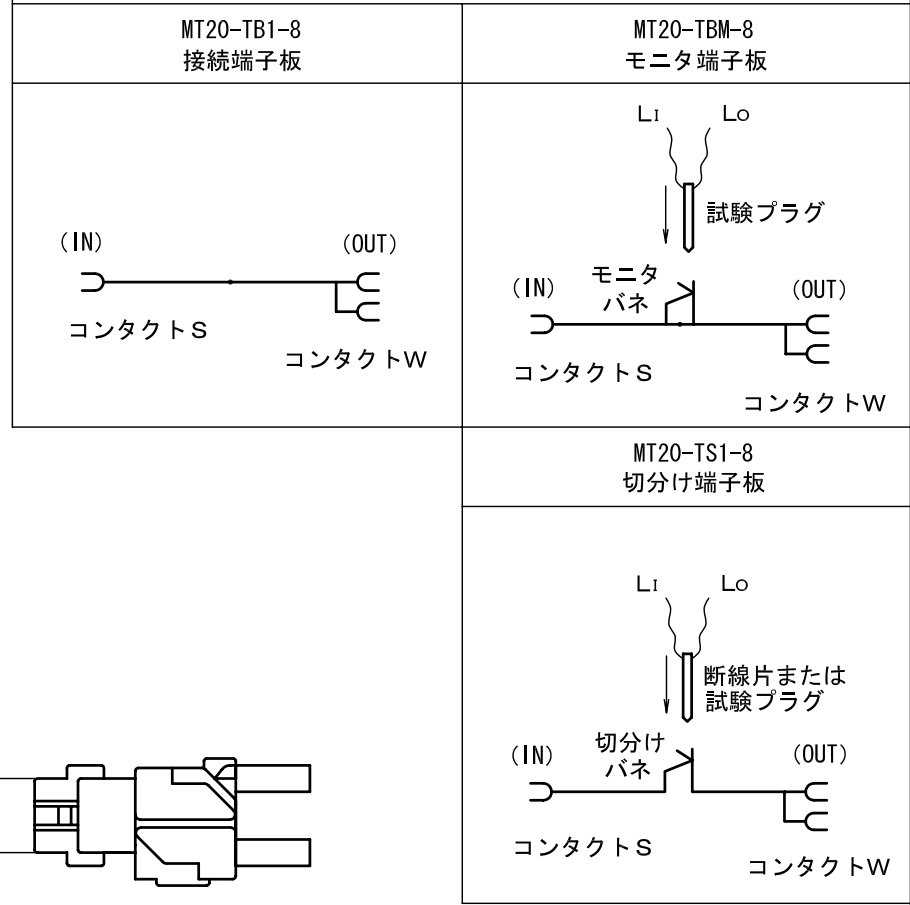 MT20-TB1-8
接続端子板
(IN)
(OUT)
コンタクトS
コンタクトW
MT20-TBM-8
モニタ端子板
LI
LO
試験プラグ
モニタ
バネ
(IN)
(OUT)
コンタクトS
コンタクトW
MT20-TS1-8
切分け端子板
LI
LO
断線片または
試験プラグ
切分け
バネ
(IN)
(OUT)
コンタクトS
コンタクトW